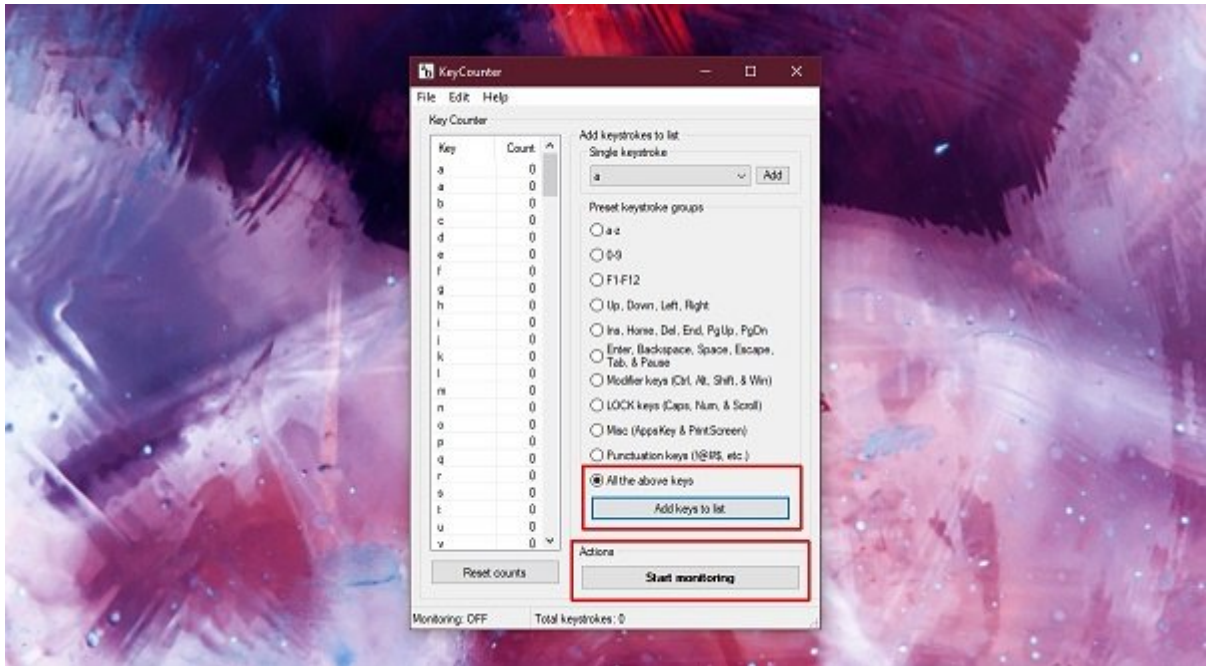 KeyCounter
File Edit Help
Key Counter
Key Count
a 0
a 0
b 0
c 0
d 0
e 0
f 0
g 0
h 0
i 0
j 0
k 0
l 0
m 0
n 0
o 0
p 0
q 0
r 0
s 0
t 0
u 0
v 0
Reset counts
Add keystrokes to list
Single keystroke
a Add
Preset keystroke groups
a-z
0-9
F1-F12
Up, Down, Left, Right
Ins, Home, Del, End, PgUp, PgDn
Enter, Backspace, Space, Escape,
Tab, & Pause
Modifier keys (Ctrl, Alt, Shift, & Win)
LOCK keys (Caps, Num, & Scroll)
Misc (AppsKey & PrintScreen)
Punctuation keys (!@#$, etc.)
All the above keys
Add keys to list
Actions
Start monitoring
Monitoring: OFF Total keystrokes: 0